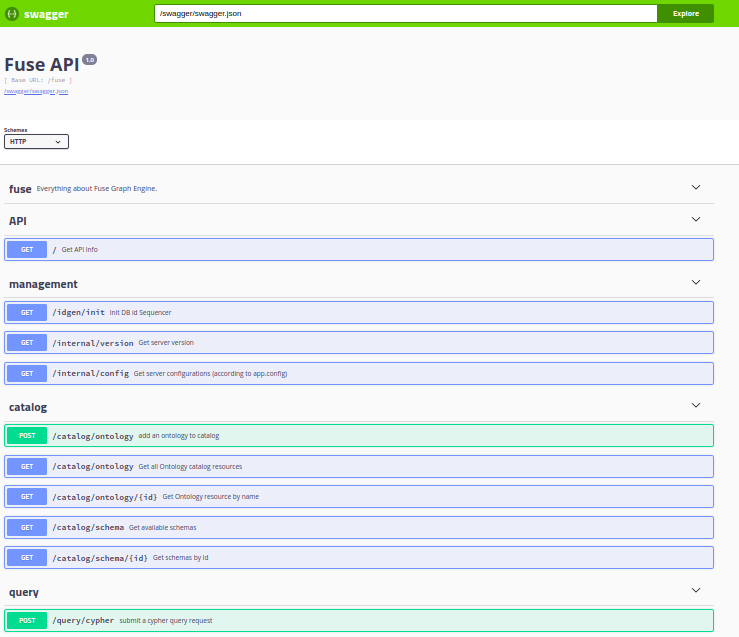 swagger /swagger/swagger.json Explore
Fuse API 1.0
[ Base URL: /fuse ]
/swagger/swagger.json
Schemes
HTTP
fuse Everything about Fuse Graph Engine.
API
GET / Get API Info
management
GET /idgen/init Init DB id Sequencer
GET /internal/version Get server version
GET /internal/config Get server configurations (according to app.config)
catalog
POST /catalog/ontology add an ontology to catalog
GET /catalog/ontology Get all Ontology catalog resources
GET /catalog/ontology/{id} Get Ontology resource by name
GET /catalog/schema Get available schemas
GET /catalog/schema/{id} Get schemas by id
query
POST /query/cypher submit a cypher query request